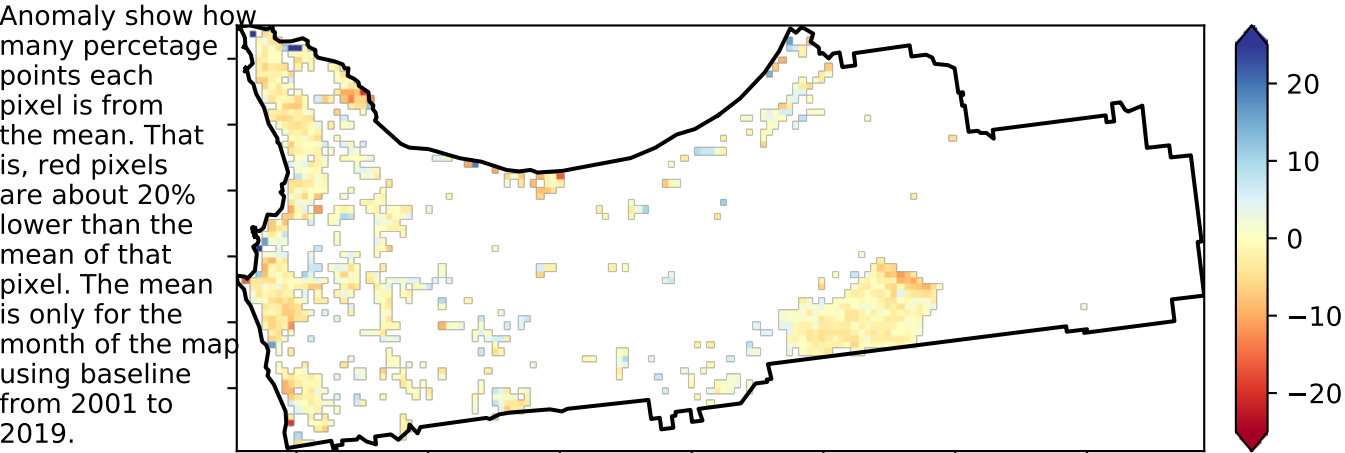 Anomaly show how
many percetage
points each
pixel is from
the mean. That
is, red pixels
are about 20%
lower than the
mean of that
pixel. The mean
is only for the
month of the map
using baseline
from 2001 to
2019.
20
10
0
−10
−20